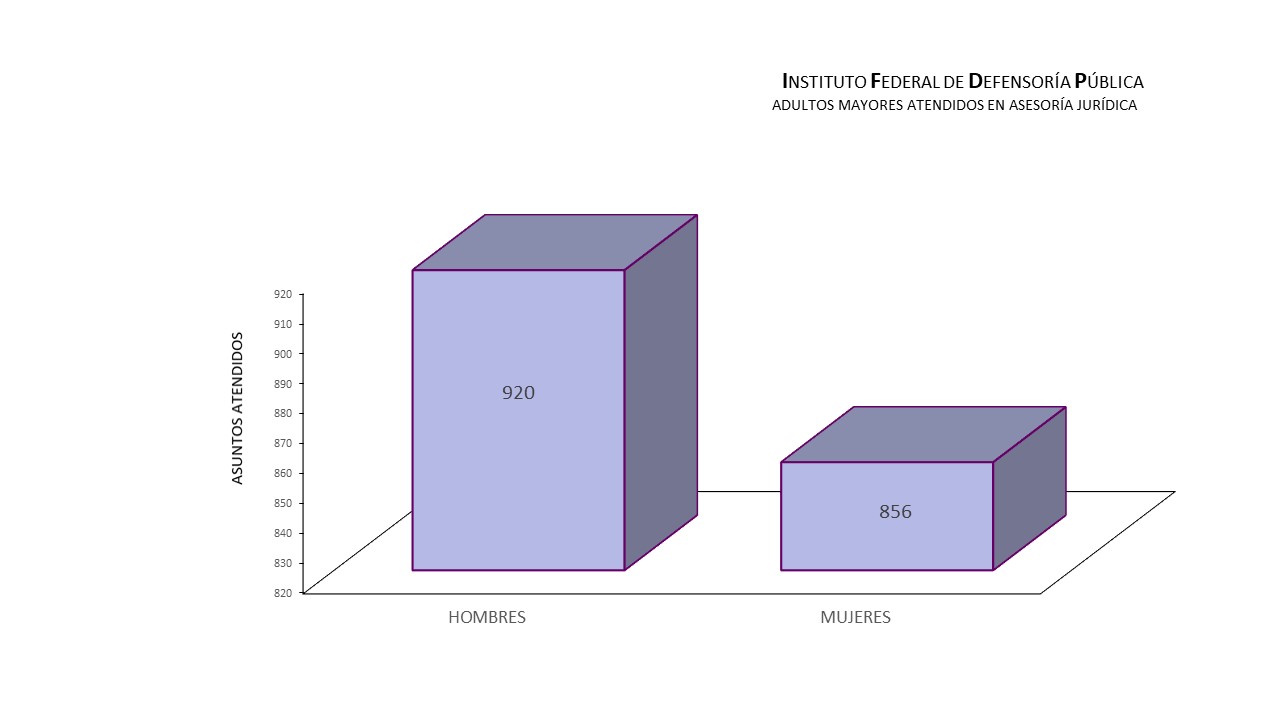 INSTITUTO FEDERAL DE DEFENSORÍA PÚBLICA
ADULTOS MAYORES ATENDIDOS EN ASESORÍA JURÍDICA
ASUNTOS ATENDIDOS
920
910
900
890
880
870
860
850
840
830
820
920
856
HOMBRES
MUJERES